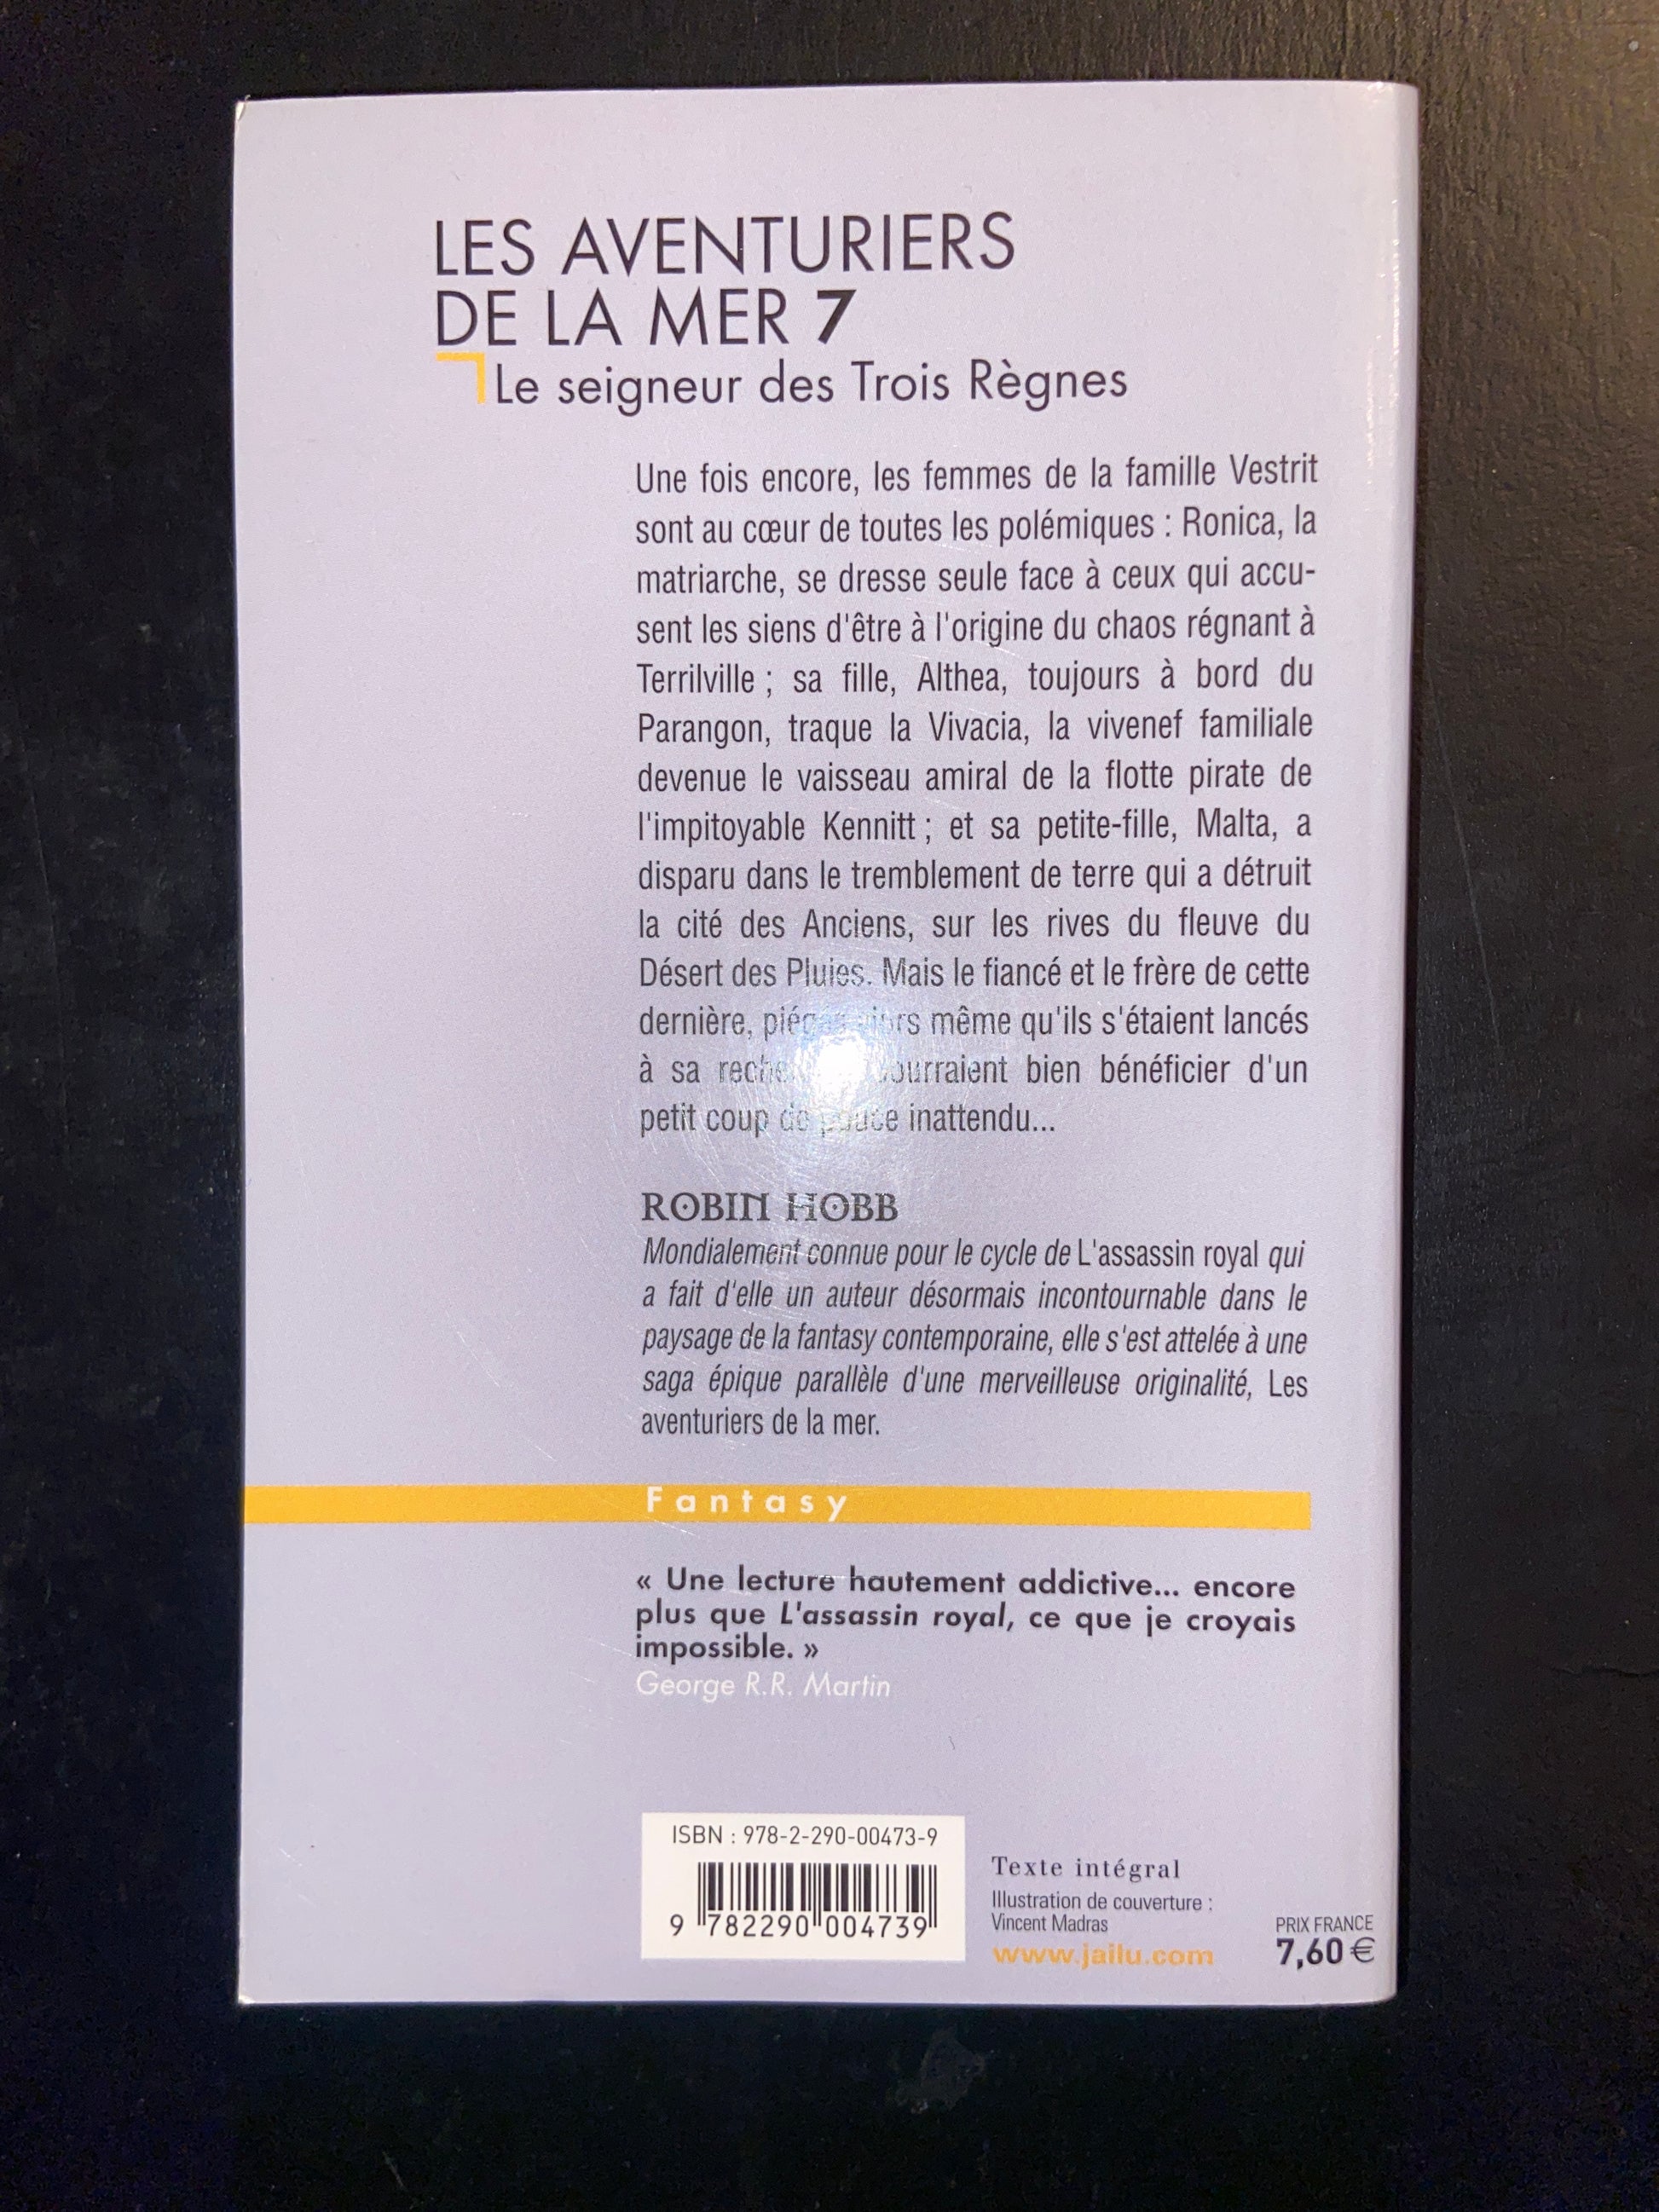 LES AVENTURIERS
DE LA MER 7
Le seigneur des Trois Règnes
Une fois encore, les femmes de la famille Vestrit
sont au cœur de toutes les polémiques : Ronica, la
matriarche, se dresse seule face à ceux qui accu-
sent les siens d'être à l'origine du chaos régnant à
Terrilville ; sa fille, Althea, toujours à bord du
Parangon, traque la Vivacia, la vivenef familiale
devenue le vaisseau amiral de la flotte pirate de
l'impitoyable Kennitt ; et sa petite-fille, Malta, a
disparu dans le tremblement de terre qui a détruit
la cité des Anciens, sur les rives du fleuve du
Désert des Pluies. Mais le fiancé et le frère de cette
dernière, même qu'ils s'étaient lancés
à sa bien bénéficier d'un
petit coup de pouce inattendu...
ROBIN HOBB
Mondialement connue pour le cycle de L'assassin royal qui
a fait d'elle un auteur désormais incontournable dans le
paysage de la fantasy contemporaine, elle s'est attelée à une
saga épique parallèle d'une merveilleuse originalité, Les
aventuriers de la mer.
Fantasy
« Une lecture hautement addictive... encore
plus que L'assassin royal, ce que je croyais
impossible. »
George R.R. Martin
ISBN : 978-2-290-00473-9
9 782290 004739
Texte intégral
Illustration de couverture :
Vincent Madras
www.jailu.com
PRIX FRANCE
7,60 €